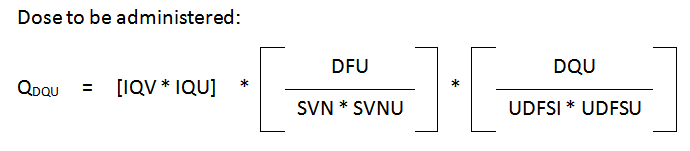 Dose to be administered:
DFU DQU
QDQU = [IQV * IQU] * *
SVN * SVNU UDFSI * UDFSU